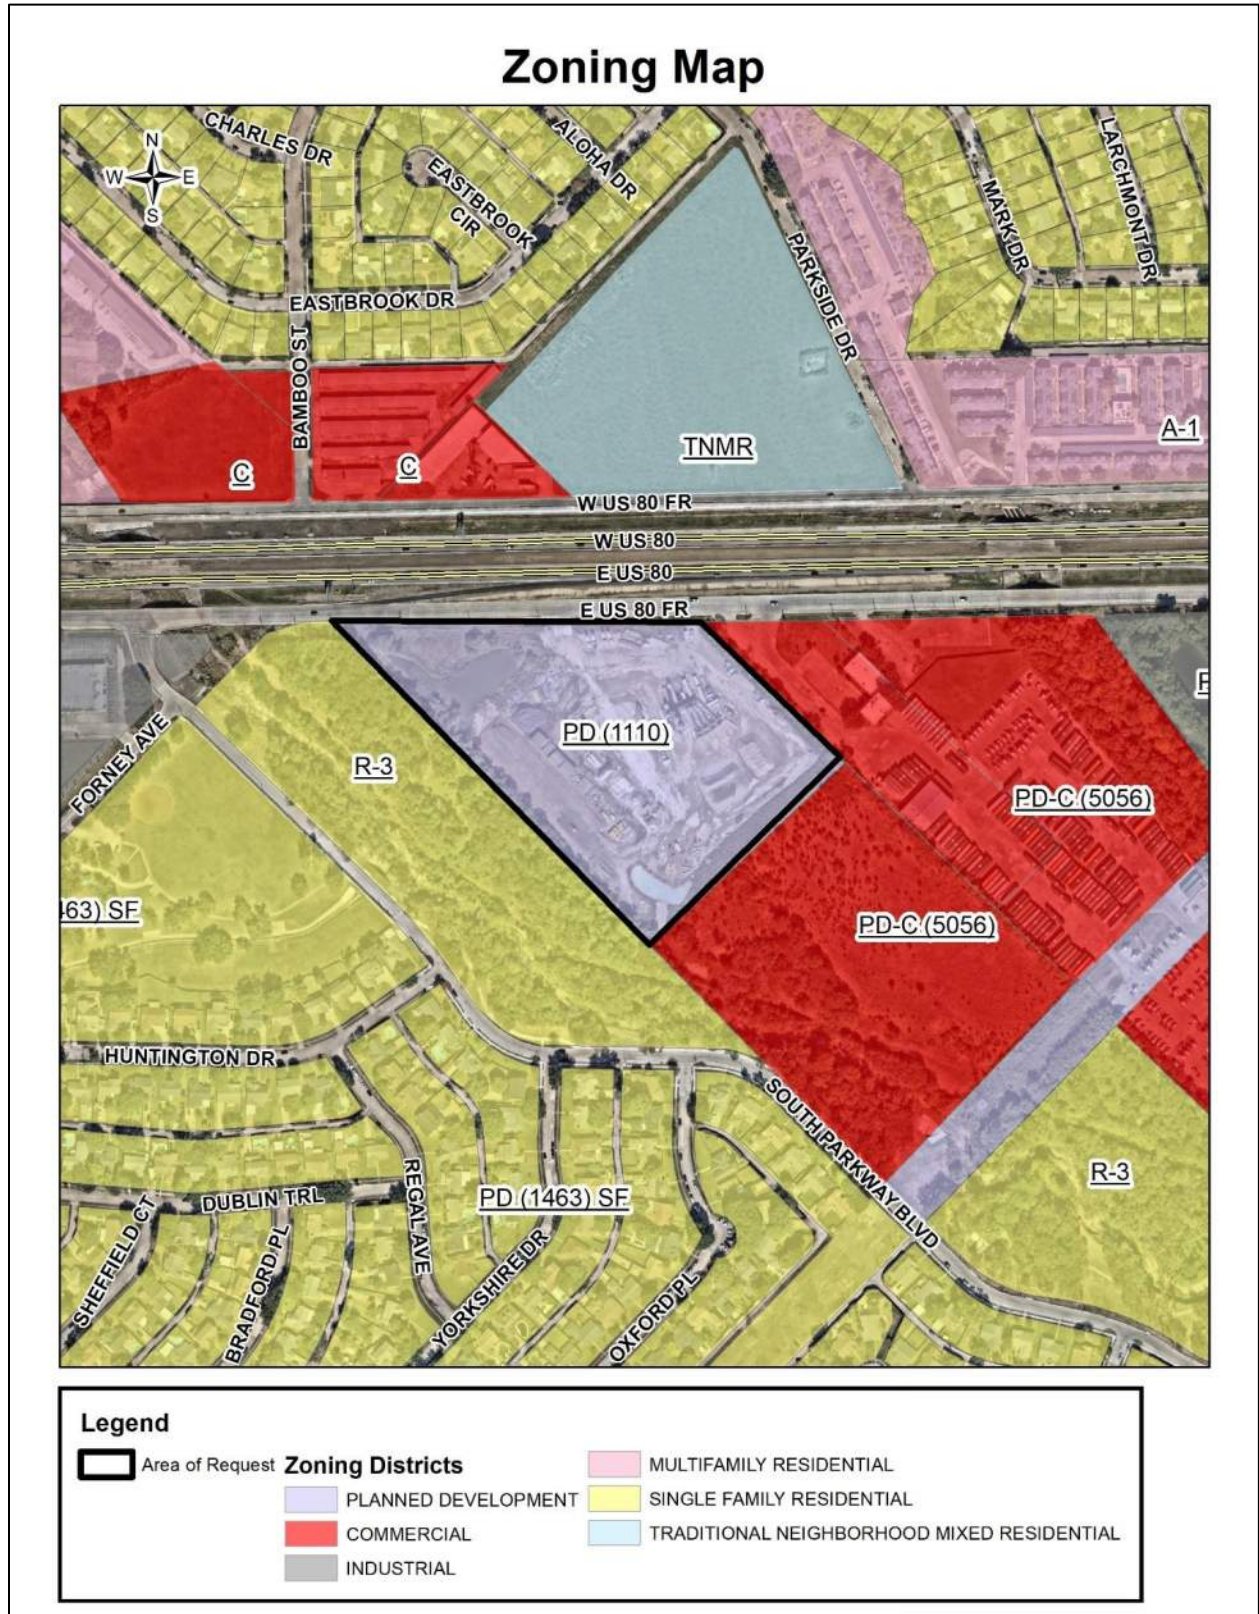 Zoning Map
CHARLES DR
ALOHA DR
LARCHMONT DR
N
W E
S
EASTBROOK
CIR
MARK DR
PARKSIDE DR
EASTBROOK DR
BAMBOO ST
A-1
TNMR
C
C
W US 80 FR
W US 80
E US 80
E US 80 FR
PD (1110)
R-3
FORNEY AVE
PD-C (5056)
463) SF
PD-C (5056)
HUNTINGTON DR
SOUTH PARKWAY BLVD
REGAL AVE
R-3
DUBLIN TRL
PD (1463) SF
SHEFFIELD CT
BRADFORD PL
YORKSHIRE DR
OXFORD PL
Legend
Area of Request
Zoning Districts
PLANNED DEVELOPMENT
COMMERCIAL
INDUSTRIAL
MULTIFAMILY RESIDENTIAL
SINGLE FAMILY RESIDENTIAL
TRADITIONAL NEIGHBORHOOD MIXED RESIDENTIAL